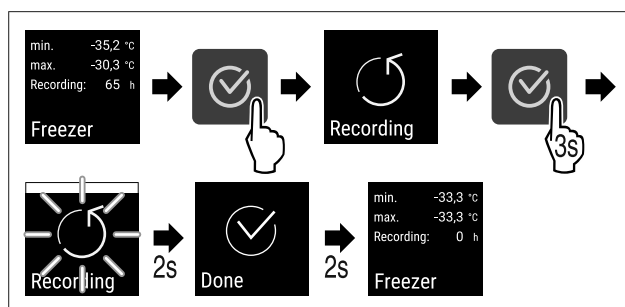 min. -35,2 °C
max. -30,3 °C
Recording: 65 h
Freezer
Recording
3s
Recording
2s
Done
2s
min. -33,3 °C
max. -33,3 °C
Recording: 0 h
Freezer